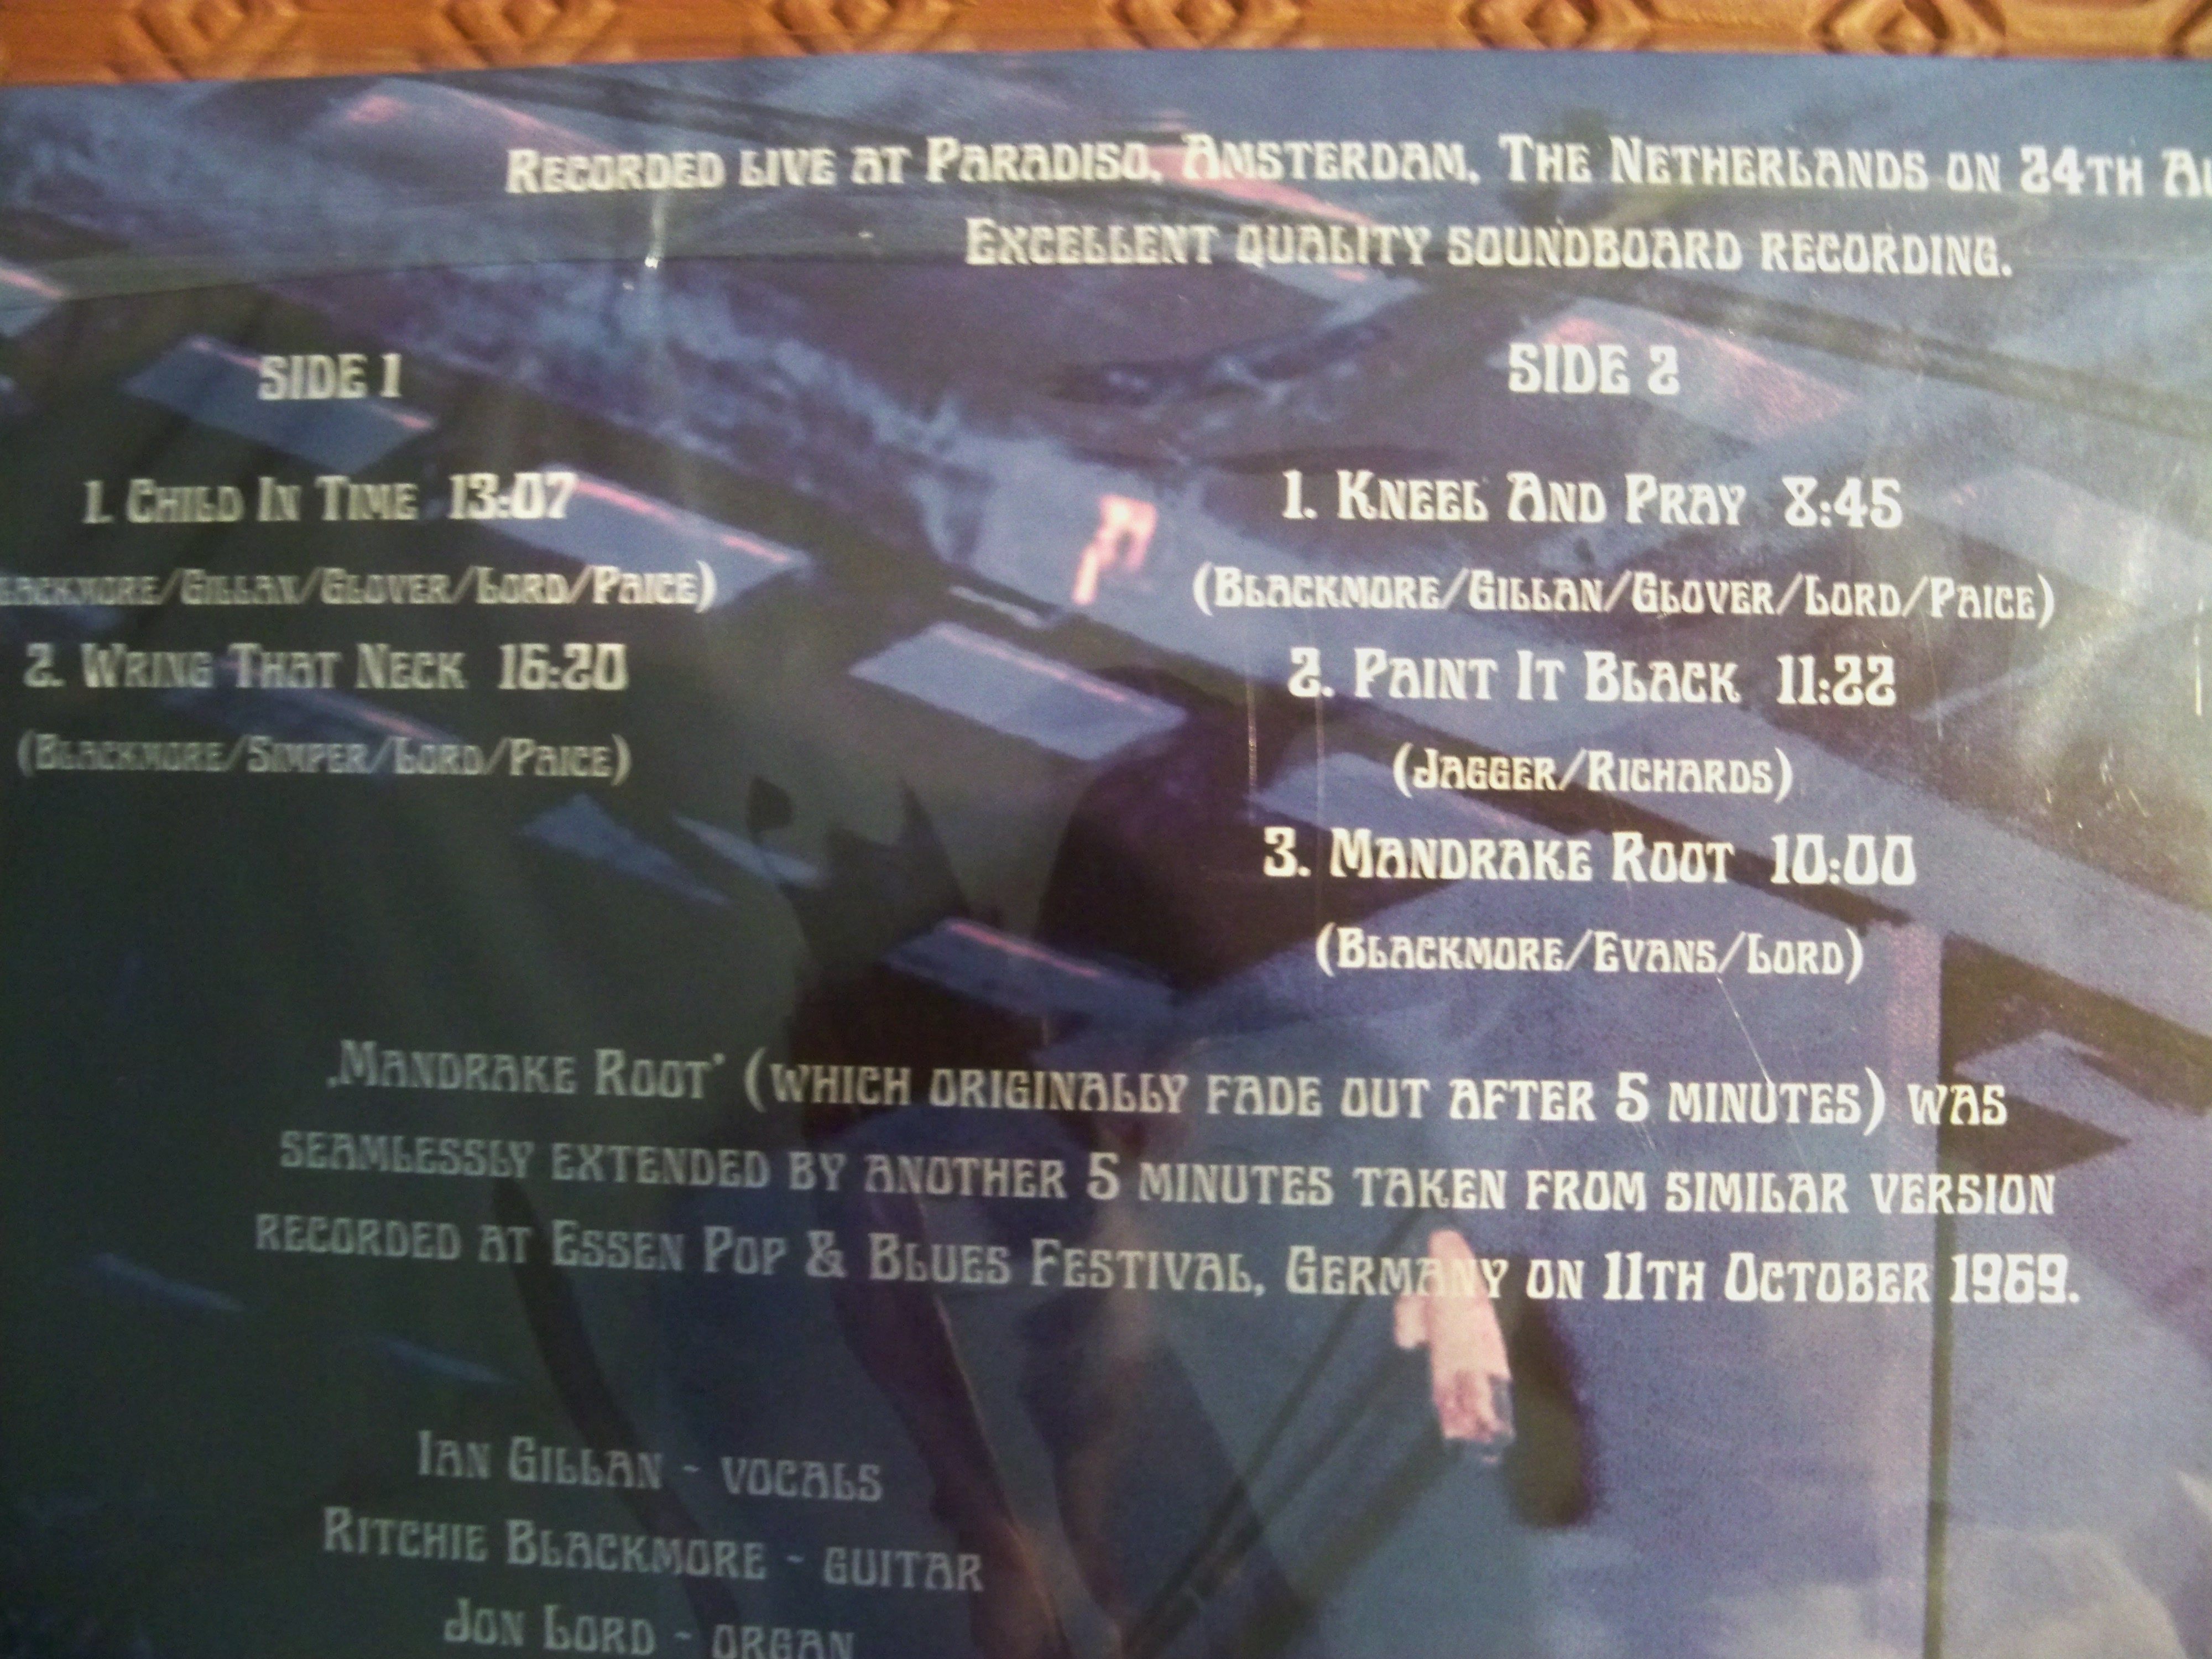 Recorded live at Paradiso, Amsterdam, The Netherlands on 24th
Excellent quality soundboard recording.
SIDE 1
1. Child In Time 13:07
lackmore/Gillan/Glover/Lord/Paice)
2. Wring That Neck 16:20
(Blackmore/Simper/Lord/Paice)
SIDE 2
1. Kneel And Pray 8:45
(Blackmore/Gillan/Glover/Lord/Paice)
2. Paint It Black 11:22
(Jagger/Richards)
3. Mandrake Root 10:00
(Blackmore/Evans/Lord)
‚Mandrake Root' (which originally fade out after 5 minutes) was
seamlessly extended by another 5 minutes taken from similar version
recorded at Essen Pop & Blues Festival, Germany on 11th October 1969.
Ian Gillan - vocals
Ritchie Blackmore - guitar
Jon Lord - organ